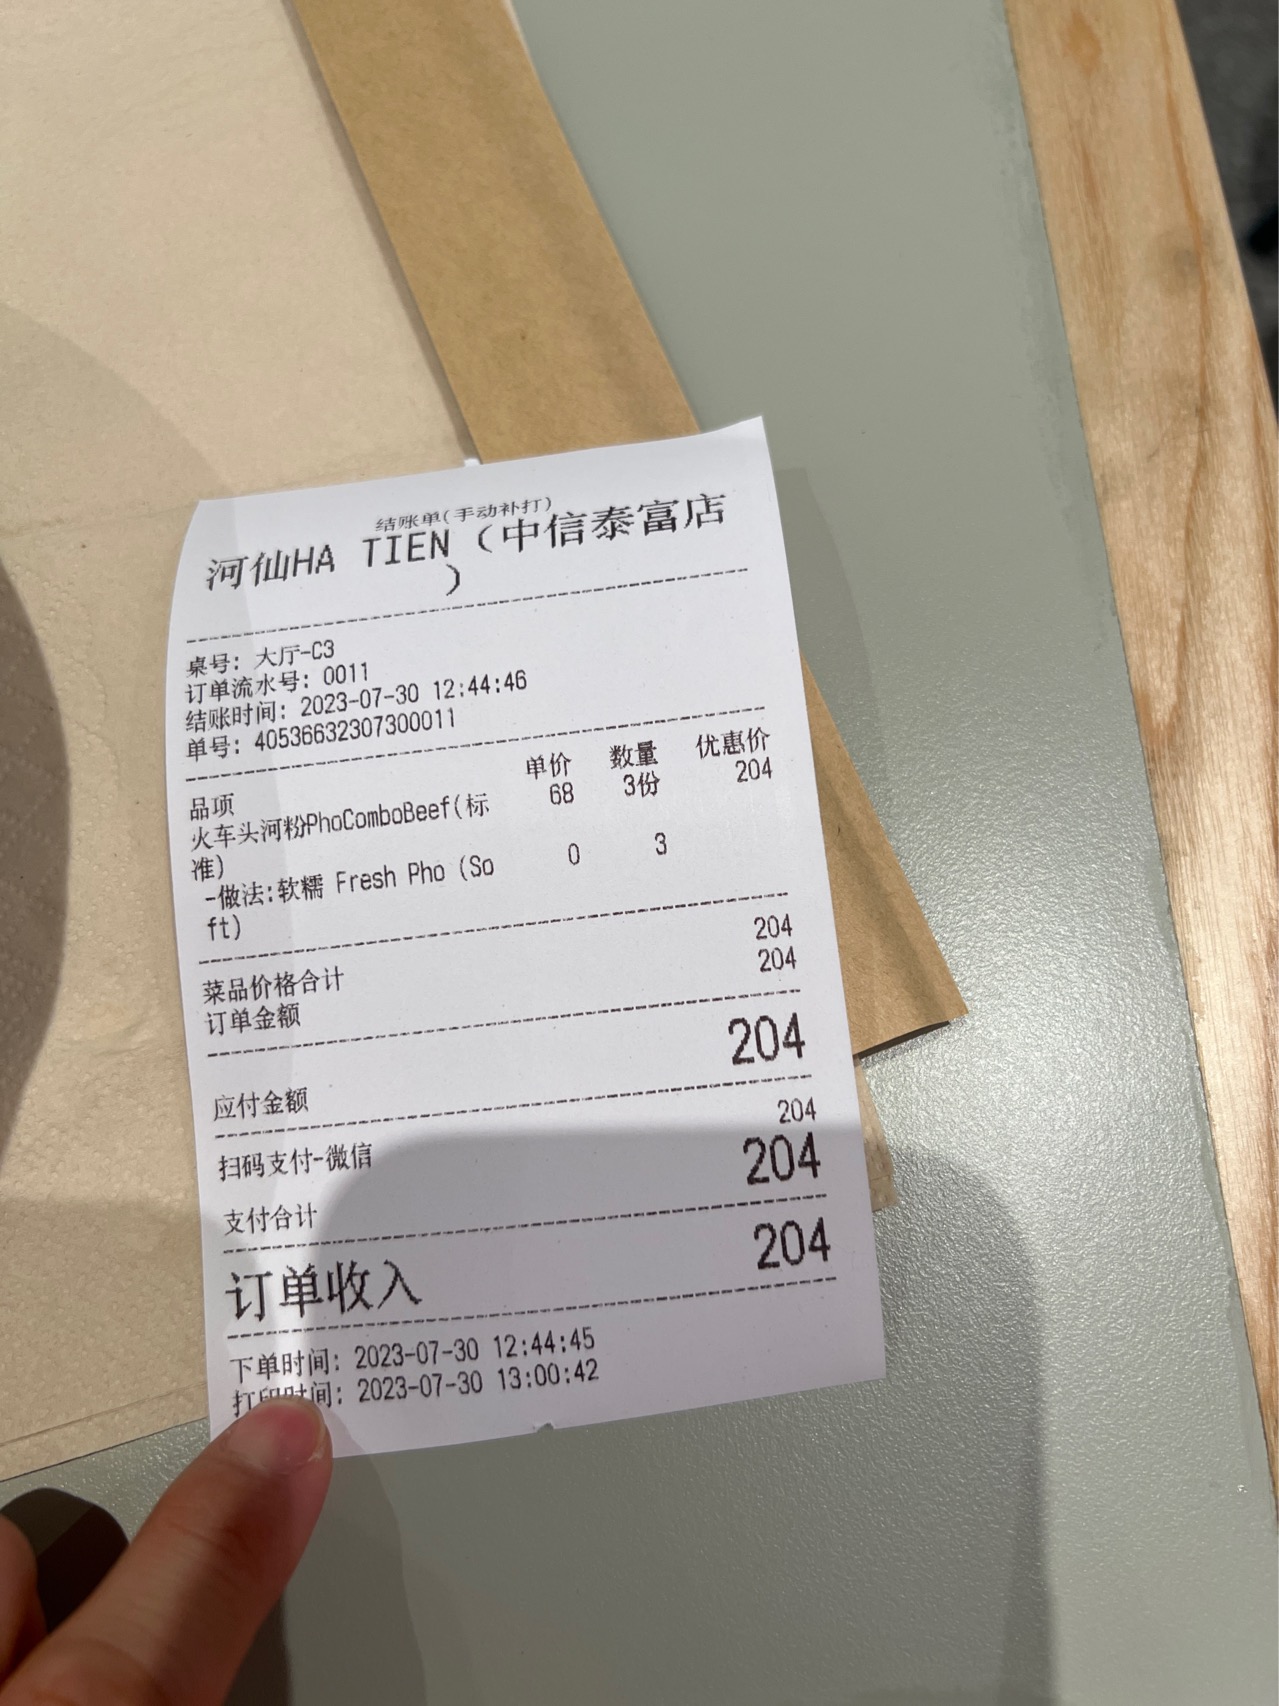 结账单(手动补打)
河仙HA TIEN（中信泰富店
）
桌号: 大厅-C3
订单流水号: 0011
结账时间: 2023-07-30 12:44:46
单号: 40536632307300011
品项 单价 数量 优惠价
火车头河粉PhoComboBeef(标 68 3份 204
准)
-做法:软糯 Fresh Pho (So 0 3
ft)
菜品价格合计 204
订单金额 204
应付金额 204
扫码支付-微信 204
支付合计 204
订单收入 204
下单时间: 2023-07-30 12:44:45
打印时间: 2023-07-30 13:00:42